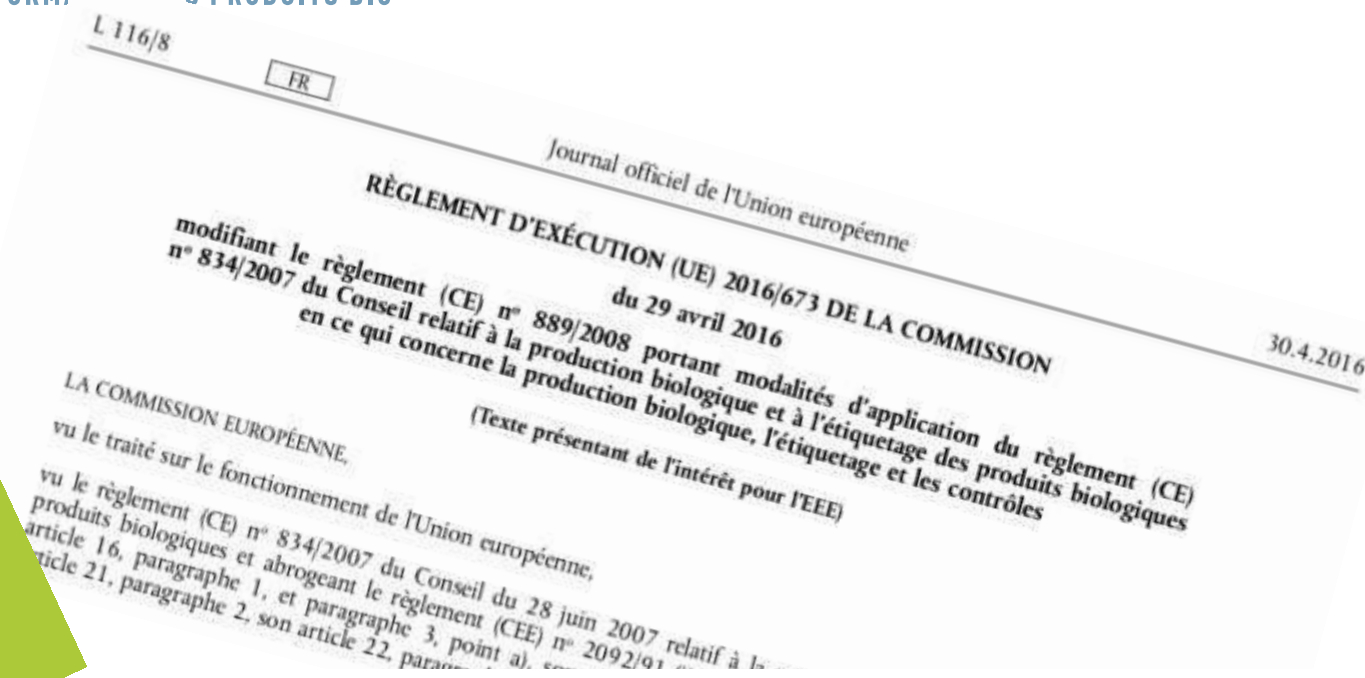 PRODUITS BIO
L 116/8
FR
Journal officiel de l'Union européenne
30.4.2016
RÈGLEMENT D'EXÉCUTION (UE) 2016/673 DE LA COMMISSION
du 29 avril 2016
modifiant le règlement (CE) nº 889/2008 portant modalités d'application du règlement (CE)
nº 834/2007 du Conseil relatif à la production biologique et à l'étiquetage des produits biologiques
en ce qui concerne la production biologique, l'étiquetage et les contrôles
(Texte présentant de l'intérêt pour l'EEE)
LA COMMISSION EUROPÉENNE,
vu le traité sur le fonctionnement de l'Union européenne,
vu le règlement (CE) nº 834/2007 du Conseil du 28 juin 2007 relatif à la
produits biologiques et abrogeant le règlement (CEE) nº 2092/91
article 16, paragraphe 1, et paragraphe 3, point a),
ticle 21, paragraphe 2, son article 22,